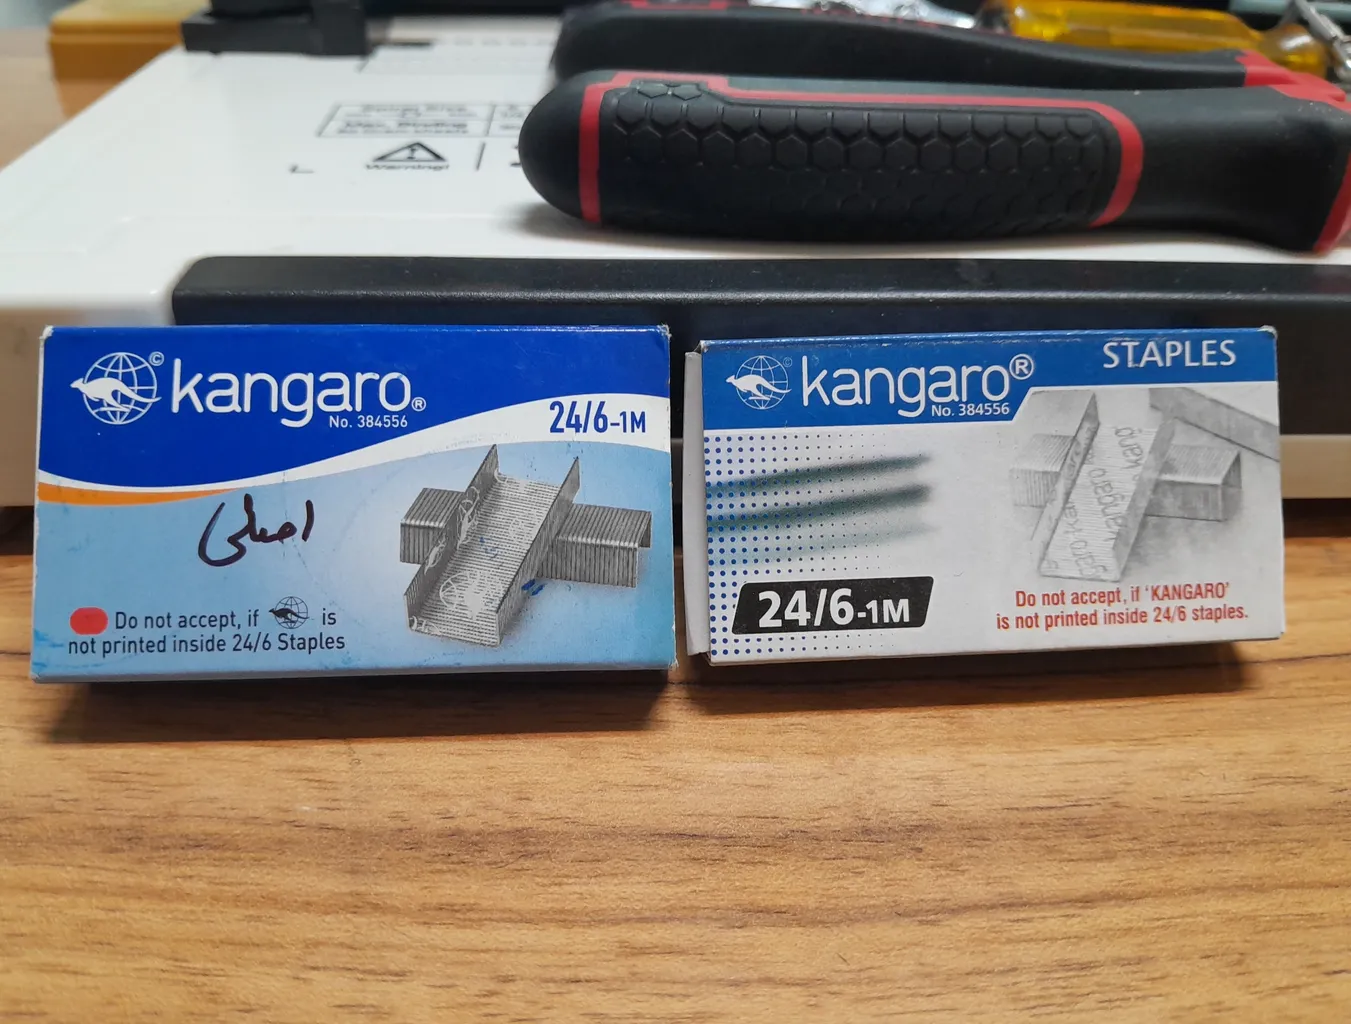 Warning!
©
kangaro®
No. 384556
24/6-1M
اصلی
Do not accept, if is
not printed inside 24/6 Staples
©
kangaro®
No. 384556
STAPLES
24/6-1M
Do not accept, if 'KANGARO'
is not printed inside 24/6 staples.